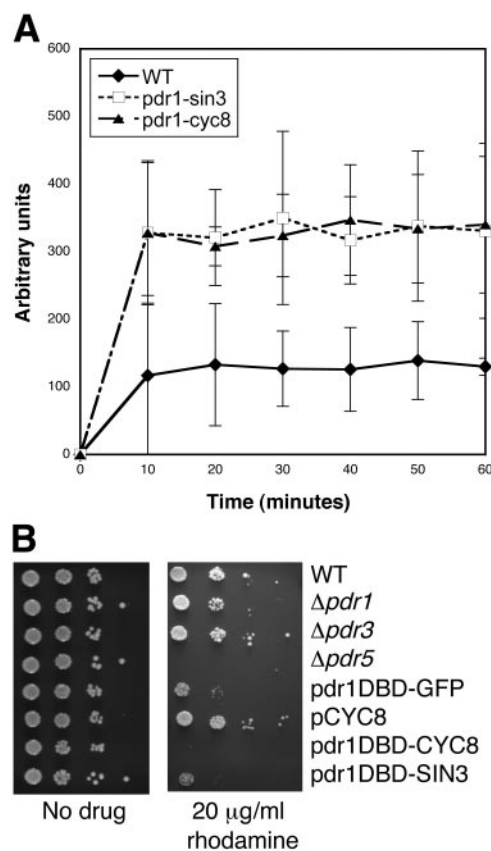 A
600
500
400
300
200
100
0
Arbitrary units
WT
pdr1-sin3
pdr1-cyc8
0 10 20 30 40 50 60
Time (minutes)
B
WT
Δpdr1
Δpdr3
Δpdr5
pdr1DBD-GFP
pCYC8
pdr1DBD-CYC8
pdr1DBD-SIN3
No drug
20 μg/ml
rhodamine